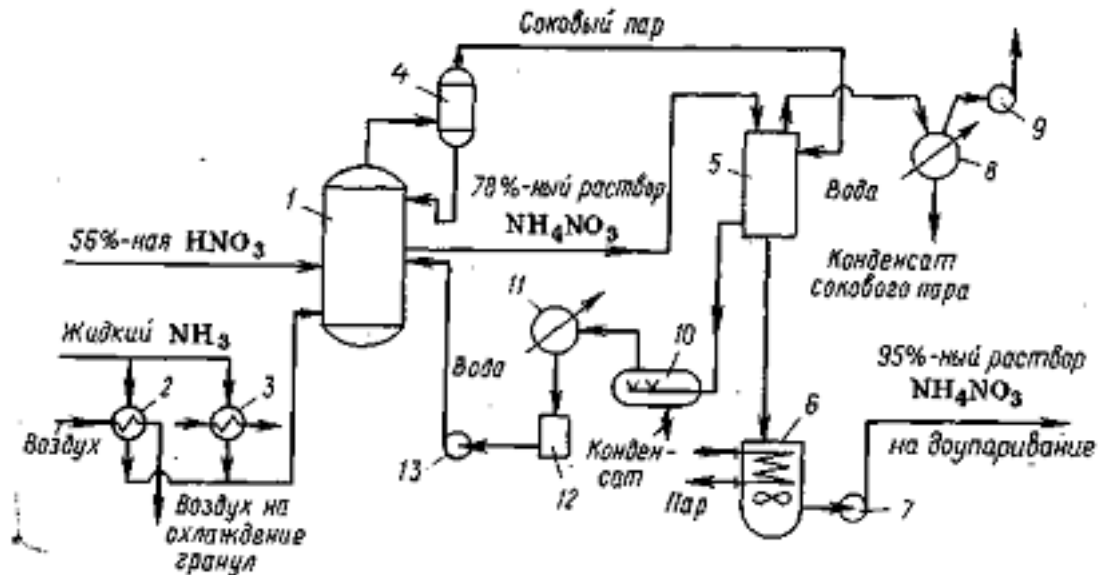 Соковый пар
4
9
1
78%-ный раствор
NH4NO3
5
Вода
8
56%-ная HNO3
Конденсат
сокового пара
11
Жидкий NH3
10
2
3
Вода
95%-ный раствор
NH4NO3
6
на доупаривание
Воздух
13
Конден-
сат
12
Пар
7
Воздух на
охлаждение
гранул